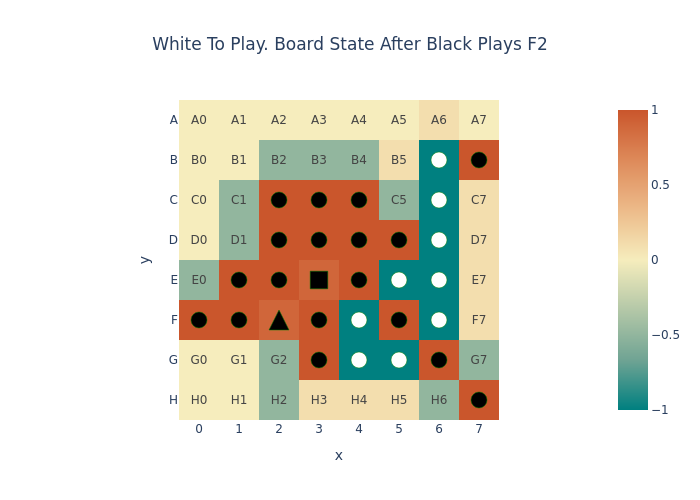 White To Play. Board State After Black Plays F2
A A0 A1 A2 A3 A4 A5 A6 A7
B B0 B1 B2 B3 B4 B5
C C0 C1 C5 C7
D D0 D1 D7
E E0 E7
F F7
G G0 G1 G2 G7
H H0 H1 H2 H3 H4 H5 H6
0 1 2 3 4 5 6 7
x
y
1
0.5
0
−0.5
−1